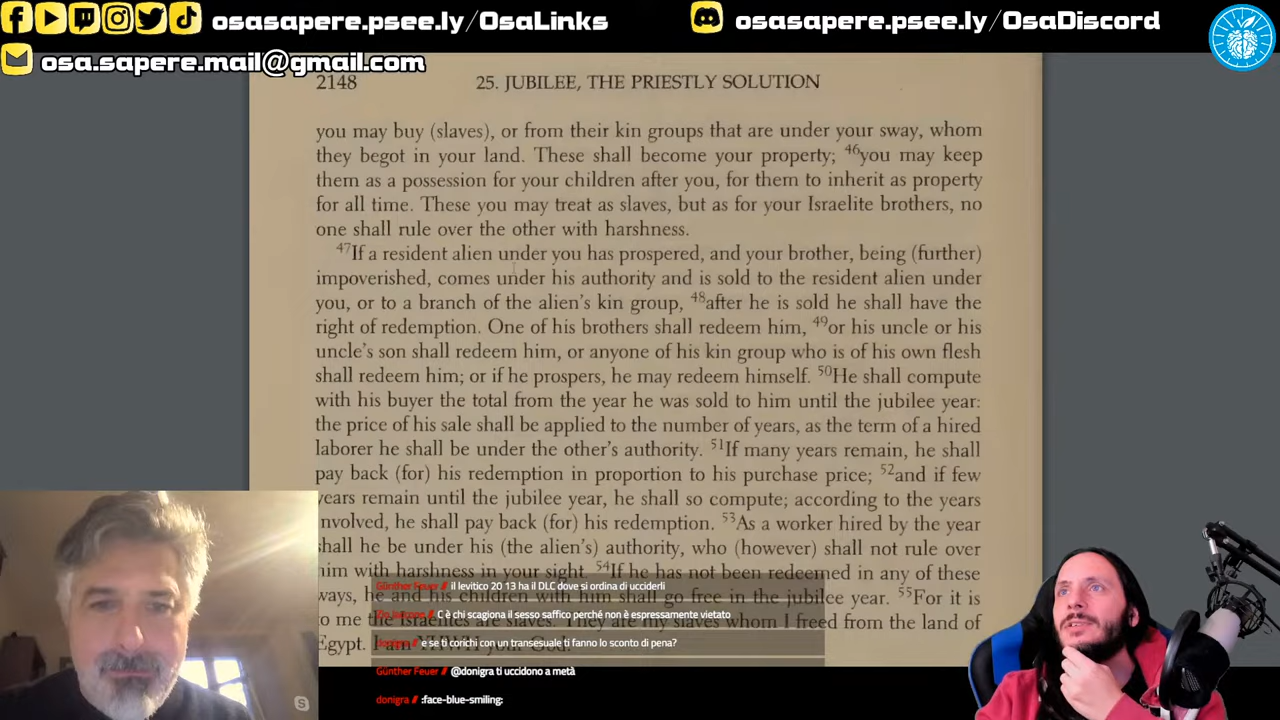 osasapere.psee.ly/OsaLinks
osasapere.psee.ly/OsaDiscord
osa.sapere.mail@gmail.com
2148 25. JUBILEE, THE PRIESTLY SOLUTION
you may buy (slaves), or from their kin groups that are under your sway, whom
they begot in your land. These shall become your property; 46you may keep
them as a possession for your children after you, for them to inherit as property
for all time. These you may treat as slaves, but as for your Israelite brothers, no
one shall rule over the other with harshness.
47If a resident alien under you has prospered, and your brother, being (further)
impoverished, comes under his authority and is sold to the resident alien under
you, or to a branch of the alien's kin group, 48after he is sold he shall have the
right of redemption. One of his brothers shall redeem him, 49or his uncle or his
uncle's son shall redeem him, or anyone of his kin group who is of his own flesh
shall redeem him; or if he prospers, he may redeem himself. 50He shall compute
with his buyer the total from the year he was sold to him until the jubilee year:
the price of his sale shall be applied to the number of years, as the term of a hired
laborer he shall be under the other's authority. 51If many years remain, he shall
pay back (for) his redemption in proportion to his purchase price; 52and if few
years remain until the jubilee year, he shall so compute; according to the years
involved, he shall pay back (for) his redemption. 53As a worker hired by the year
shall he be under his (the alien's) authority, who (however) shall not rule over
him with harshness in your sight. 54If he has not been redeemed in any of these
Günther Feuer il levitico 20 13 ha il DLC dove si ordina di ucciderli
ways, he and his children with him shall go free in the jubilee year. 55For it is
C è chi scagiona il sesso saffico perché non è espressamente vietato
to me the Israelites are slaves. They are my slaves whom I freed from the land of
Egypt. I am YHWH your God.
donigra e se ti corichi con un transesuale ti fanno lo sconto di pena?
Günther Feuer @donigra ti uccidono a metà
donigra :face-blue-smiling: